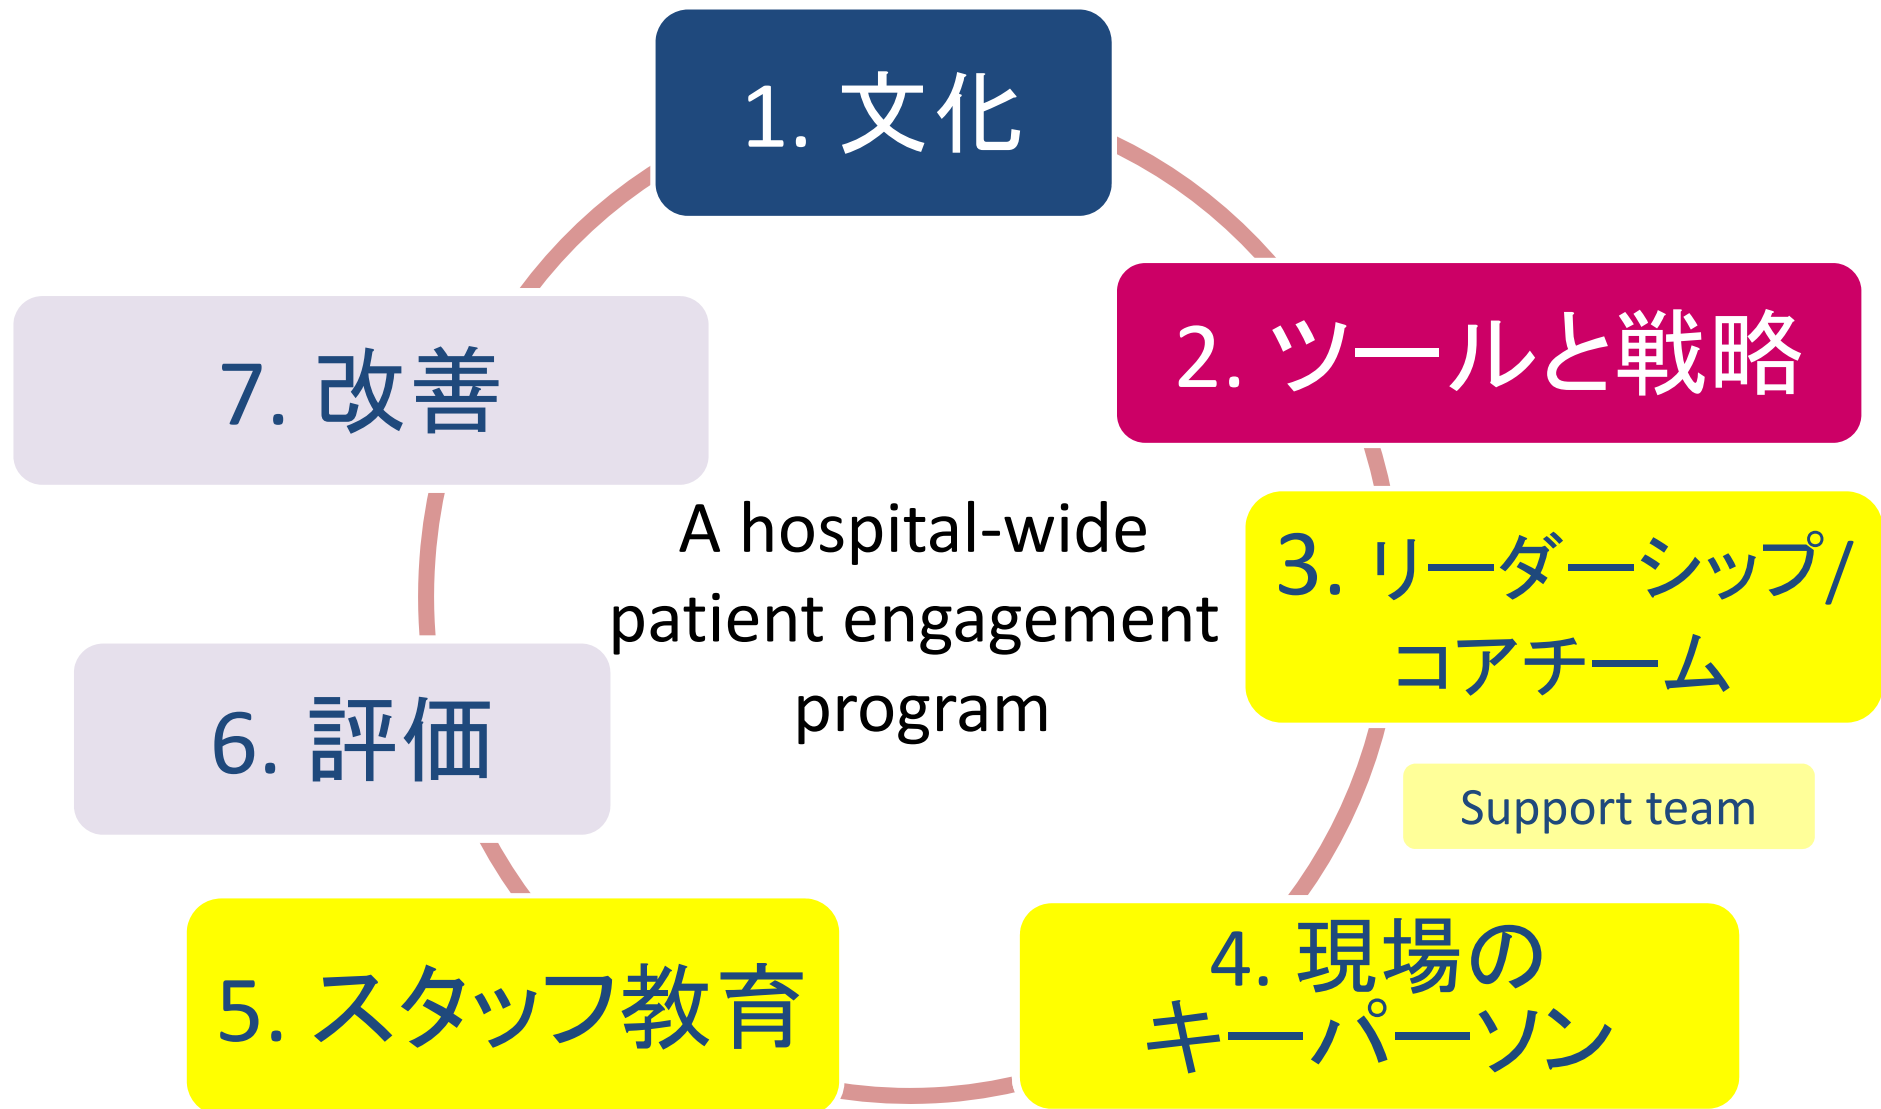 1. 文化
2. ツールと戦略
3. リーダーシップ/
コアチーム
Support team
4. 現場の
キーパーソン
5. スタッフ教育
6. 評価
7. 改善
A hospital-wide
patient engagement
program